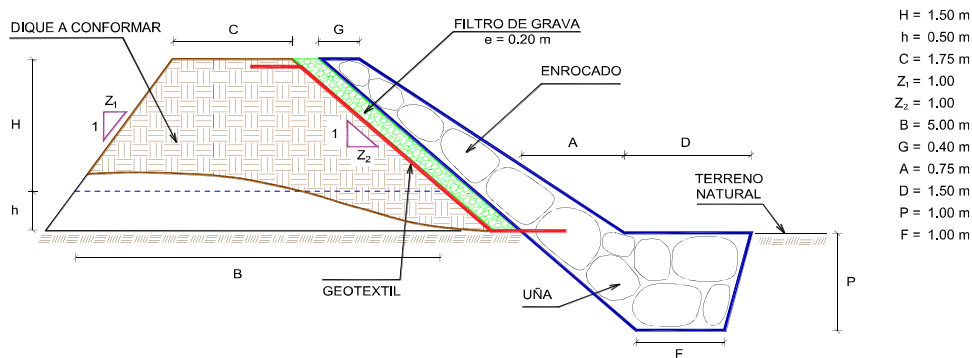 DIQUE A CONFORMAR
C
G
FILTRO DE GRAVA
e = 0.20 m
ENROCADO
H
h
Z1
1
1
Z2
A
D
TERRENO
NATURAL
B
GEOTEXTIL
UÑA
P
F
H = 1.50 m
h = 0.50 m
C = 1.75 m
Z1 = 1.00
Z2 = 1.00
B = 5.00 m
G = 0.40 m
A = 0.75 m
D = 1.50 m
P = 1.00 m
F = 1.00 m